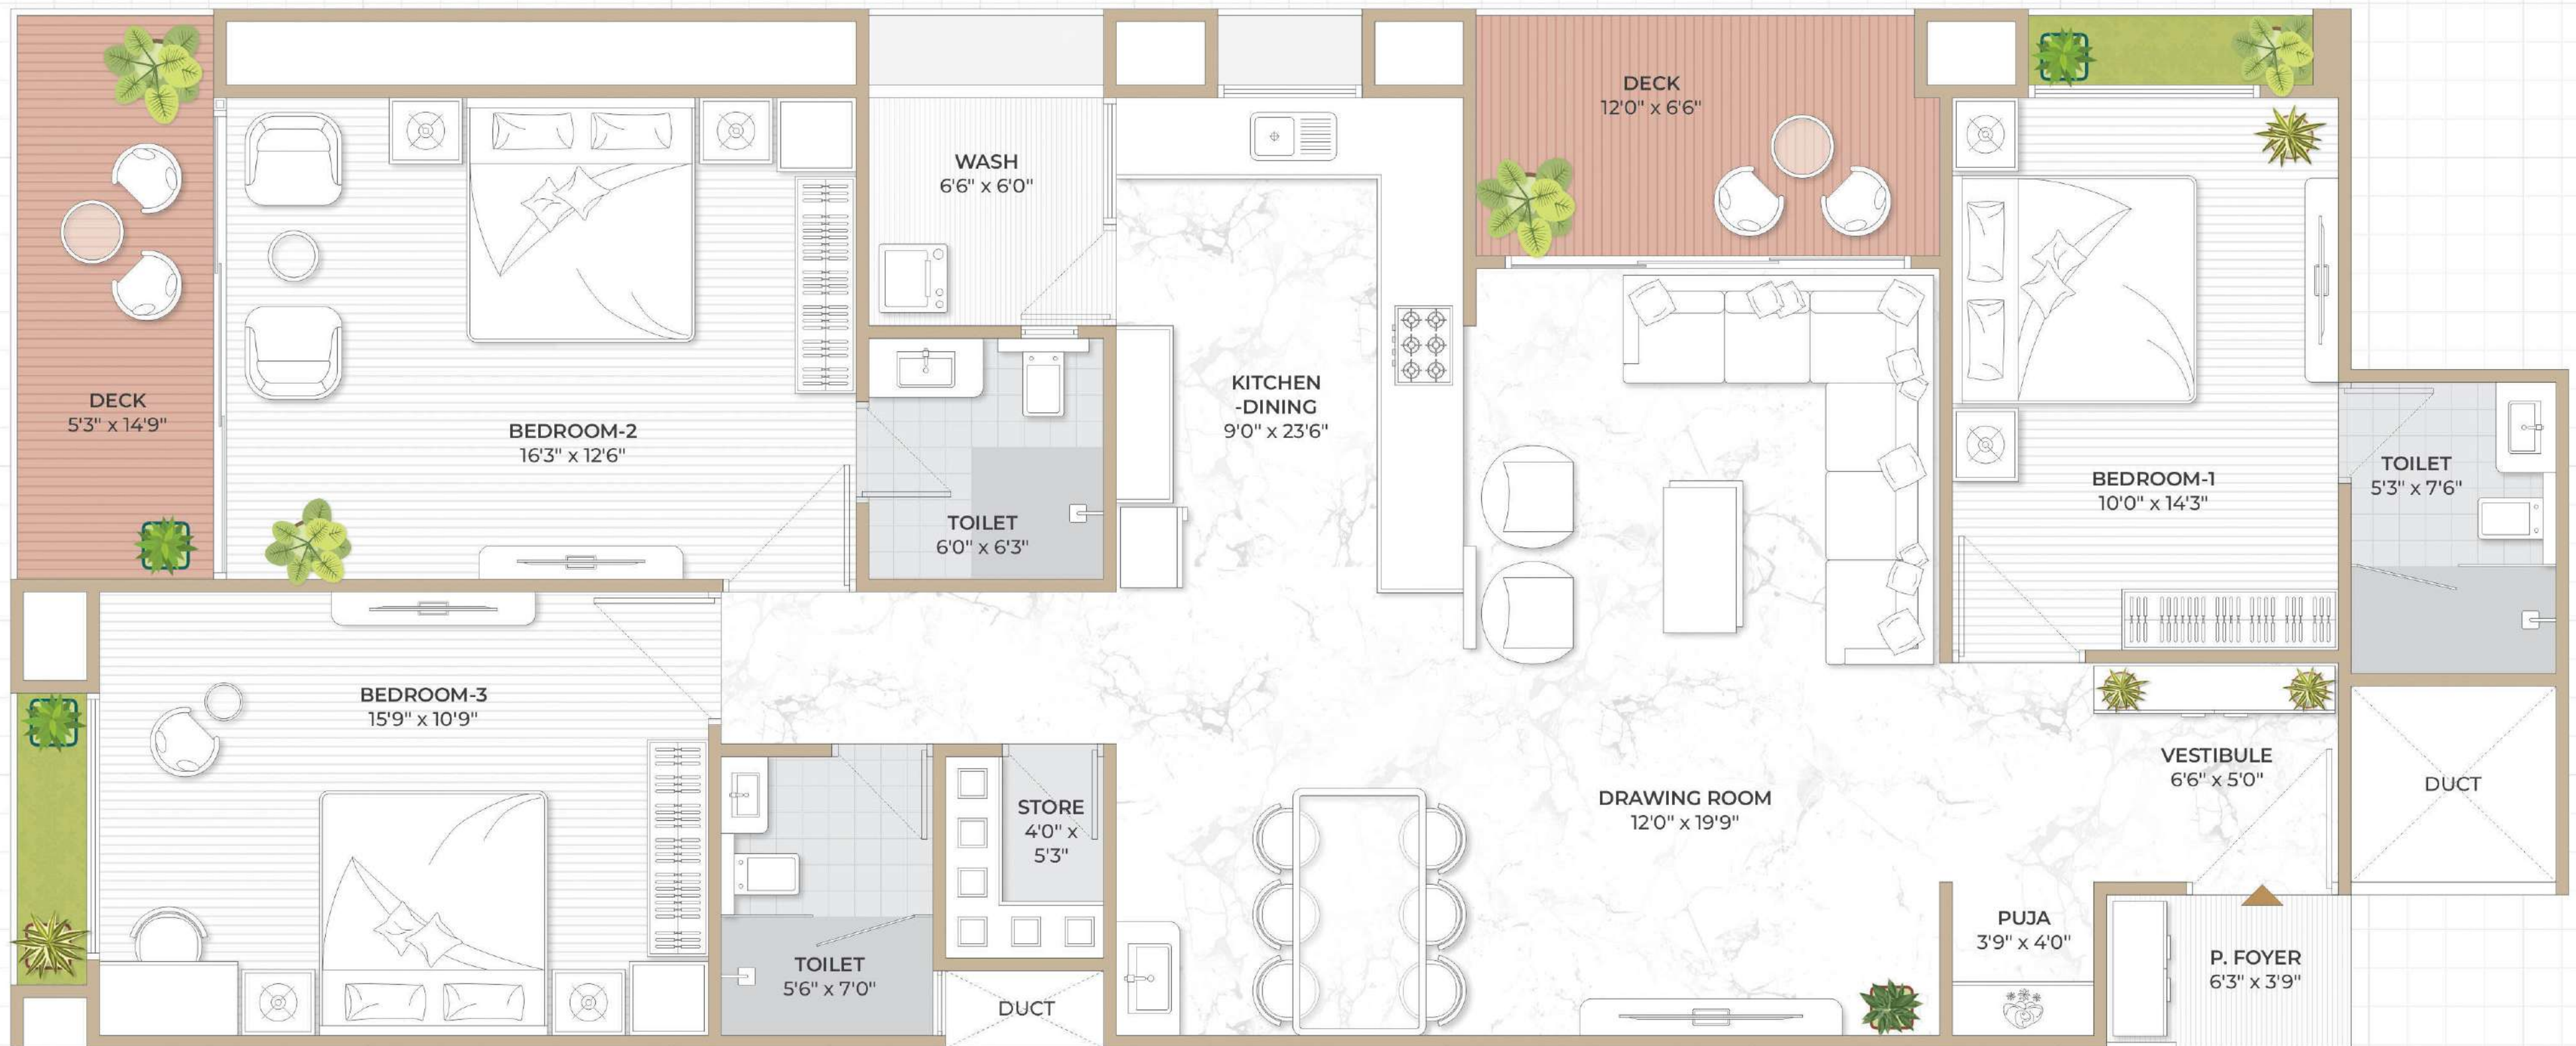 DECK
12'0" x 6'6"
WASH
6'6" x 6'0"
DECK
5'3" x 14'9"
BEDROOM-2
16'3" x 12'6"
KITCHEN
-DINING
9'0" x 23'6"
TOILET
6'0" x 6'3"
BEDROOM-1
10'0" x 14'3"
TOILET
5'3" x 7'6"
BEDROOM-3
15'9" x 10'9"
STORE
4'0" x
5'3"
DRAWING ROOM
12'0" x 19'9"
VESTIBULE
6'6" x 5'0"
DUCT
TOILET
5'6" x 7'0"
DUCT
PUJA
3'9" x 4'0"
P. FOYER
6'3" x 3'9"